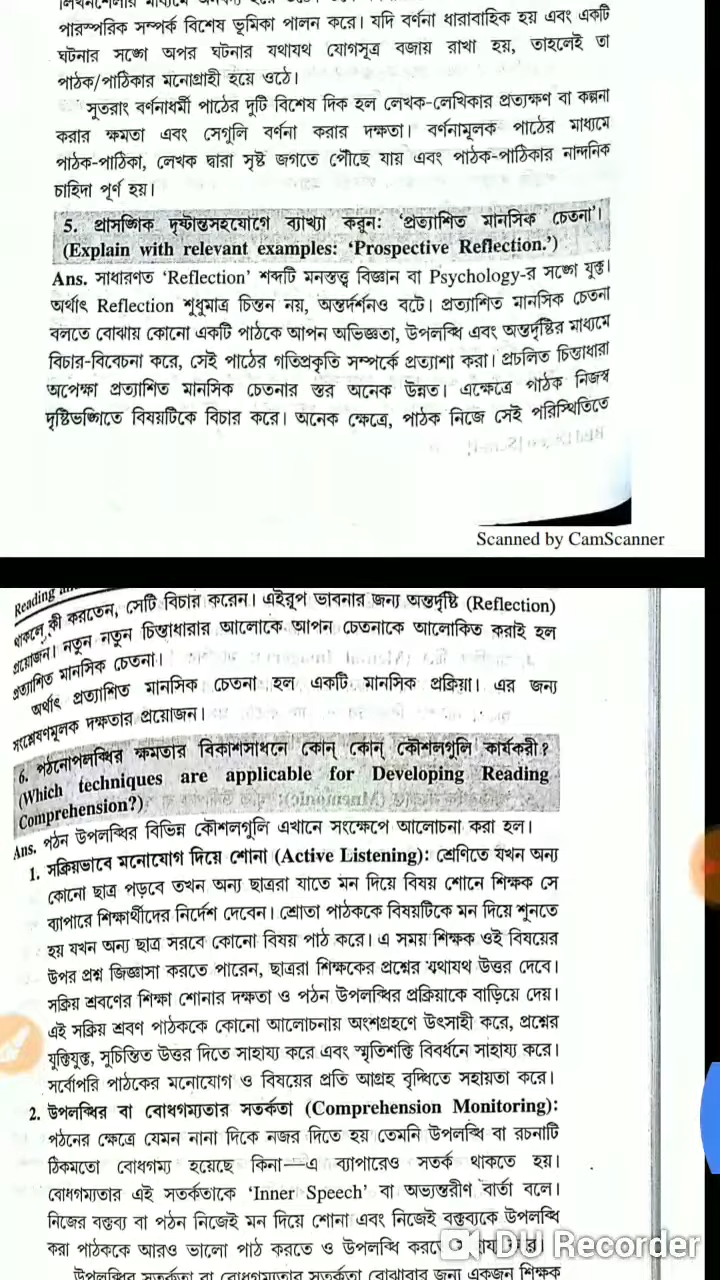 পারস্পরিক সম্পর্ক বিশেষ ভূমিকা পালন করে। যদি বর্ণনা ধারাবাহিক হয় এবং একটি
ঘটনার সঙ্গে অপর ঘটনার যথাযথ যোগসূত্র বজায় রাখা হয়, তাহলেই তা
পাঠক/পাঠিকার মনোগ্রাহী হয়ে ওঠে।
সুতরাং বর্ণনাধর্মী পাঠের দুটি বিশেষ দিক হল লেখক-লেখিকার প্রত্যক্ষণ বা কল্পনা
করার ক্ষমতা এবং সেগুলি বর্ণনা করার দক্ষতা। বর্ণনামূলক পাঠের মাধ্যমে
পাঠক-পাঠিকা, লেখক দ্বারা সৃষ্ট জগতে পৌঁছে যায় এবং পাঠক-পাঠিকার নান্দনিক
চাহিদা পূর্ণ হয়।
5. প্রাসঙ্গিক দৃষ্টান্তসহযোগে ব্যাখ্যা করুন: ‘প্রত্যাশিত মানসিক চেতনা’।
(Explain with relevant examples: ‘Prospective Reflection.’)
Ans. সাধারণত ‘Reflection’ শব্দটি মনস্তত্ত্ব বিজ্ঞান বা Psychology-র সঙ্গে যুক্ত।
অর্থাৎ Reflection শুধুমাত্র চিন্তন নয়, অন্তর্দর্শনও বটে। প্রত্যাশিত মানসিক চেতনা
বলতে বোঝায় কোনো একটি পাঠকে আপন অভিজ্ঞতা, উপলব্ধি এবং অন্তর্দৃষ্টির মাধ্যমে
বিচার-বিবেচনা করে, সেই পাঠের গতিপ্রকৃতি সম্পর্কে প্রত্যাশা করা। প্রচলিত চিন্তাধারা
অপেক্ষা প্রত্যাশিত মানসিক চেতনার স্তর অনেক উন্নত। এক্ষেত্রে পাঠক নিজস্ব
দৃষ্টিভঙ্গিতে বিষয়টিকে বিচার করে। অনেক ক্ষেত্রে, পাঠক নিজে সেই পরিস্থিতিতে
Scanned by CamScanner
Reading
থাকলে কী করতেন, সেটি বিচার করেন। এইরূপ ভাবনার জন্য অন্তর্দৃষ্টি (Reflection)
প্রয়োজন। নতুন নতুন চিন্তাধারার আলোকে আপন চেতনাকে আলোকিত করাই হল
প্রত্যাশিত মানসিক চেতনা।
অর্থাৎ প্রত্যাশিত মানসিক চেতনা হল একটি মানসিক প্রক্রিয়া। এর জন্য
সংশ্লেষণমূলক দক্ষতার প্রয়োজন।
6. পঠনোপলব্ধির ক্ষমতার বিকাশসাধনে কোন্ কোন্ কৌশলগুলি কার্যকরী?
(Which techniques are applicable for Developing Reading
Comprehension?)
Ans. পঠন উপলব্ধির বিভিন্ন কৌশলগুলি এখানে সংক্ষেপে আলোচনা করা হল।
1. সক্রিয়ভাবে মনোযোগ দিয়ে শোনা (Active Listening): শ্রেণিতে যখন অন্য
কোনো ছাত্র পড়বে তখন অন্য ছাত্ররা যাতে মন দিয়ে বিষয় শোনে শিক্ষক সে
ব্যাপারে শিক্ষার্থীদের নির্দেশ দেবেন। শ্রোতা পাঠককে বিষয়টিকে মন দিয়ে শুনতে
হয় যখন অন্য ছাত্র সরবে কোনো বিষয় পাঠ করে। এ সময় শিক্ষক ওই বিষয়ের
উপর প্রশ্ন জিজ্ঞাসা করতে পারেন, ছাত্ররা শিক্ষকের প্রশ্নের যথাযথ উত্তর দেবে।
সক্রিয় শ্রবণের শিক্ষা শোনার দক্ষতা ও পঠন উপলব্ধির প্রক্রিয়াকে বাড়িয়ে দেয়।
এই সক্রিয় শ্রবণ পাঠককে কোনো আলোচনায় অংশগ্রহণে উৎসাহী করে, প্রশ্নের
যুক্তিযুক্ত, সুচিন্তিত উত্তর দিতে সাহায্য করে এবং স্মৃতিশক্তি বিবর্ধনে সাহায্য করে।
সর্বোপরি পাঠকের মনোযোগ ও বিষয়ের প্রতি আগ্রহ বৃদ্ধিতে সহায়তা করে।
2. উপলব্ধির বা বোধগম্যতার সতর্কতা (Comprehension Monitoring):
পঠনের ক্ষেত্রে যেমন নানা দিকে নজর দিতে হয় তেমনি উপলব্ধি বা রচনাটি
ঠিকমতো বোধগম্য হয়েছে কিনা—এ ব্যাপারেও সতর্ক থাকতে হয়।
বোধগম্যতার এই সতর্কতাকে ‘Inner Speech’ বা অভ্যন্তরীণ বার্তা বলে।
নিজের বক্তব্য বা পঠন নিজেই মন দিয়ে শোনা এবং নিজেই বক্তব্যকে উপলব্ধি
করা পাঠককে আরও ভালো পাঠ করতে ও উপলব্ধি করতে
DU Recorder
উপলব্ধির সতর্কতা বা বোধগম্যতার সতর্কতা বোঝাবার জন্য একজন শিক্ষক